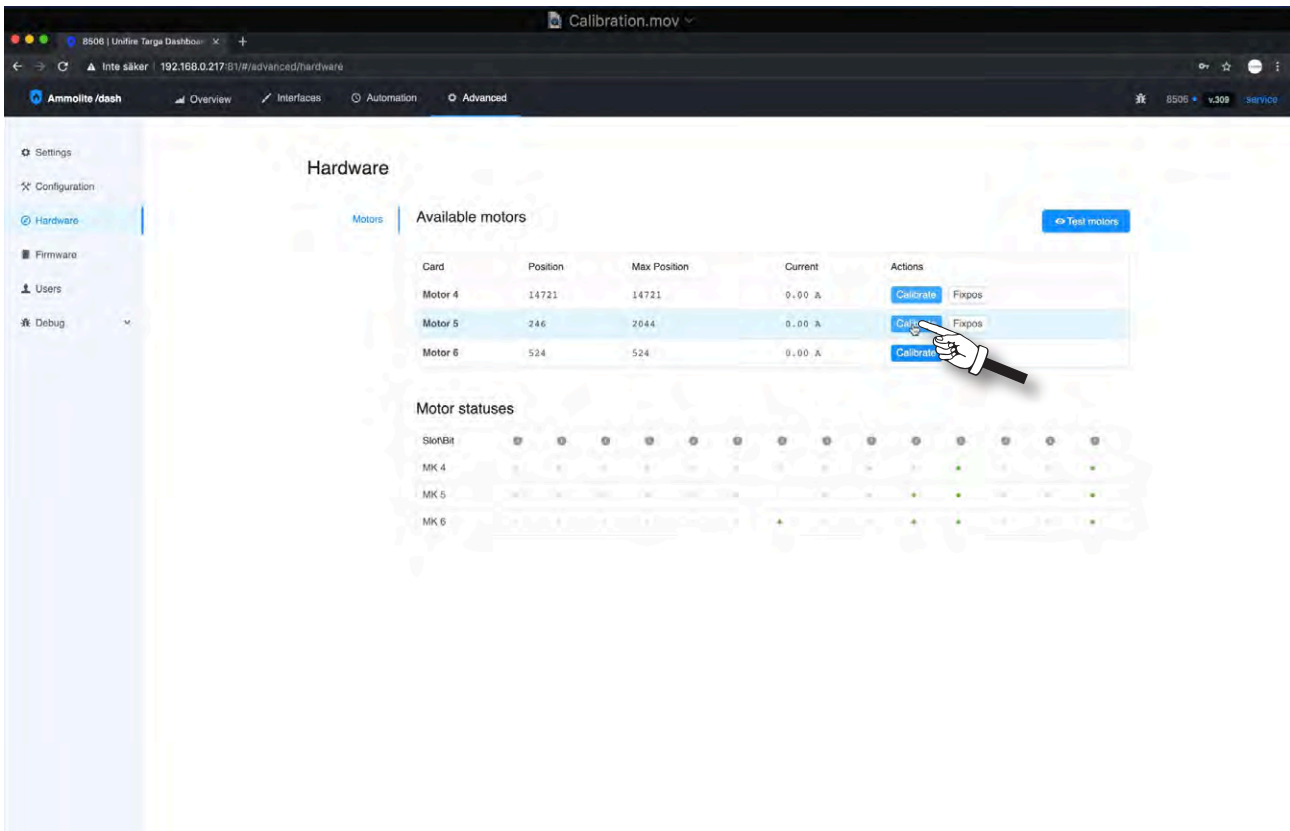 Calibration.mov
8506 | Unifire Targa Dashboar
Inte säker | 192.168.0.217:81/#/advanced/hardware
Ammolite /dash Overview Interfaces Automation Advanced 8506 v.309 service
Settings
Configuration
Hardware
Firmware
Users
Debug
Hardware
Motors
Available motors
Test motors
Card Position Max Position Current Actions
Motor 4 14721 14721 0.00 A Calibrate Fixpos
Motor 5 246 2044 0.00 A Fixpos
Motor 6 524 524 0.00 A Calibrate
Motor statuses
Slot\Bit
MK 4
MK 5
MK 6